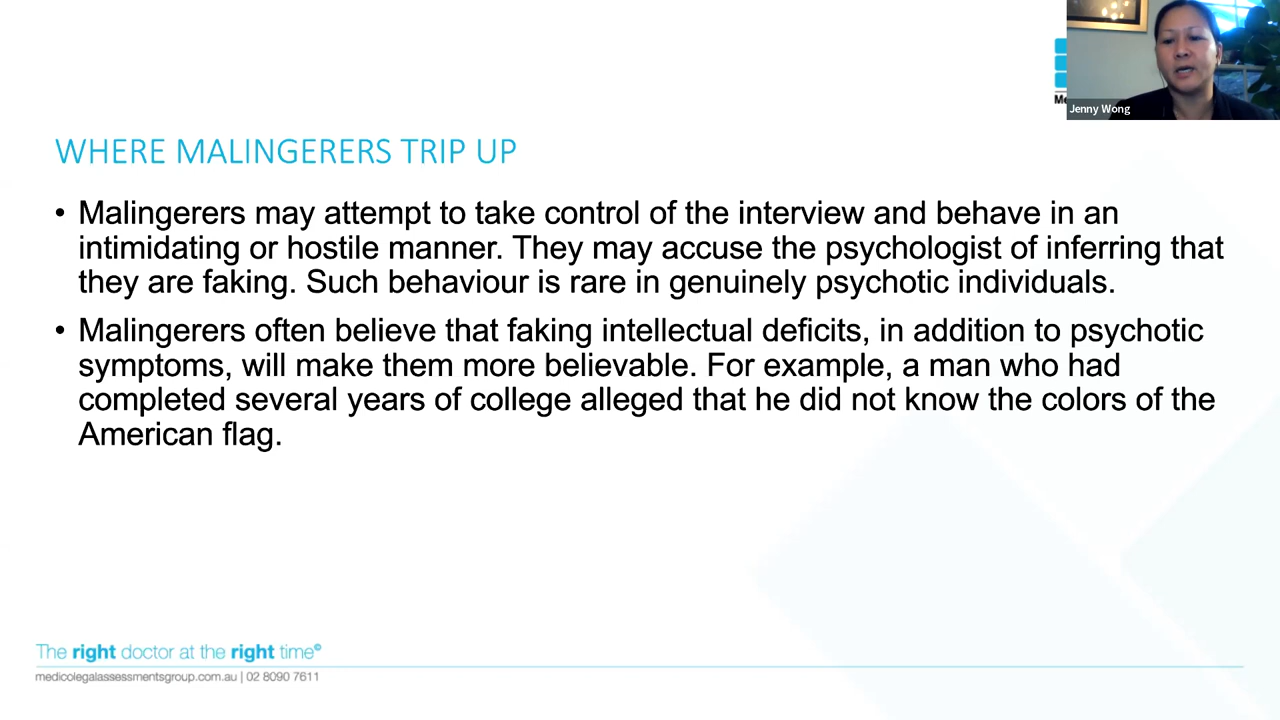 Me
Jenny Wong
WHERE MALINGERERS TRIP UP
• Malingerers may attempt to take control of the interview and behave in an
intimidating or hostile manner. They may accuse the psychologist of inferring that
they are faking. Such behaviour is rare in genuinely psychotic individuals.
• Malingerers often believe that faking intellectual deficits, in addition to psychotic
symptoms, will make them more believable. For example, a man who had
completed several years of college alleged that he did not know the colors of the
American flag.
The right doctor at the right time©
medicolegalassessmentsgroup.com.au | 02 8090 7611